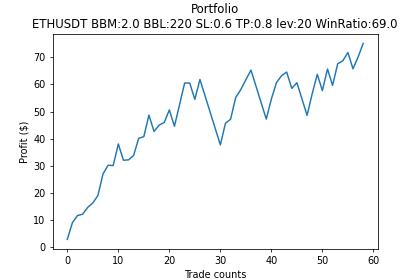 Portfolio
ETHUSDT BBM:2.0 BBL:220 SL:0.6 TP:0.8 lev:20 WinRatio:69.0
Profit ($)
70
60
50
40
30
20
10
0
0 10 20 30 40 50 60
Trade counts